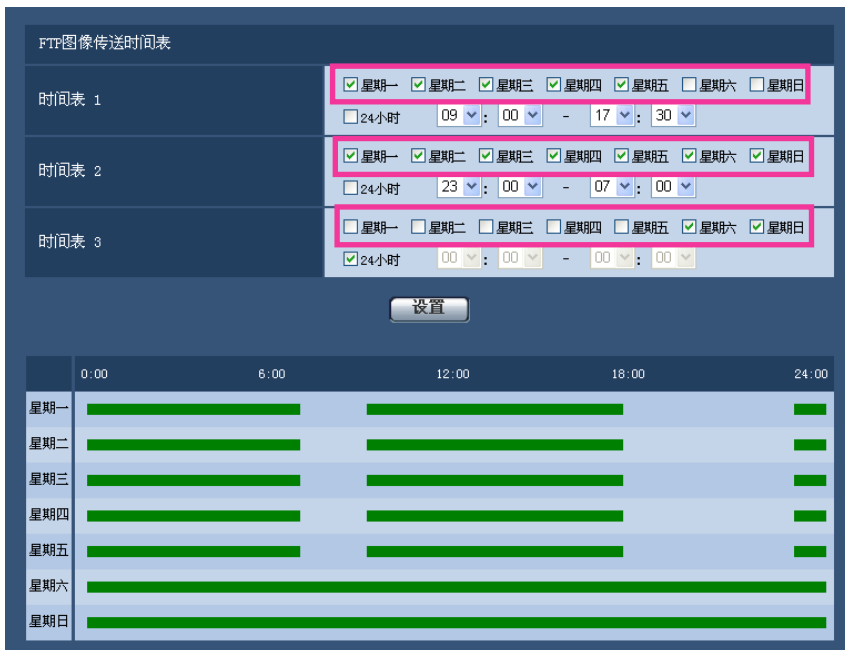 FTP图像传送时间表
时间表 1
星期一 星期二 星期三 星期四 星期五 星期六 星期日
24小时 09 : 00 - 17 : 30
时间表 2
星期一 星期二 星期三 星期四 星期五 星期六 星期日
24小时 23 : 00 - 07 : 00
时间表 3
星期一 星期二 星期三 星期四 星期五 星期六 星期日
24小时 00 : 00 - 00 : 00
设置
0:00 6:00 12:00 18:00 24:00
星期一
星期二
星期三
星期四
星期五
星期六
星期日